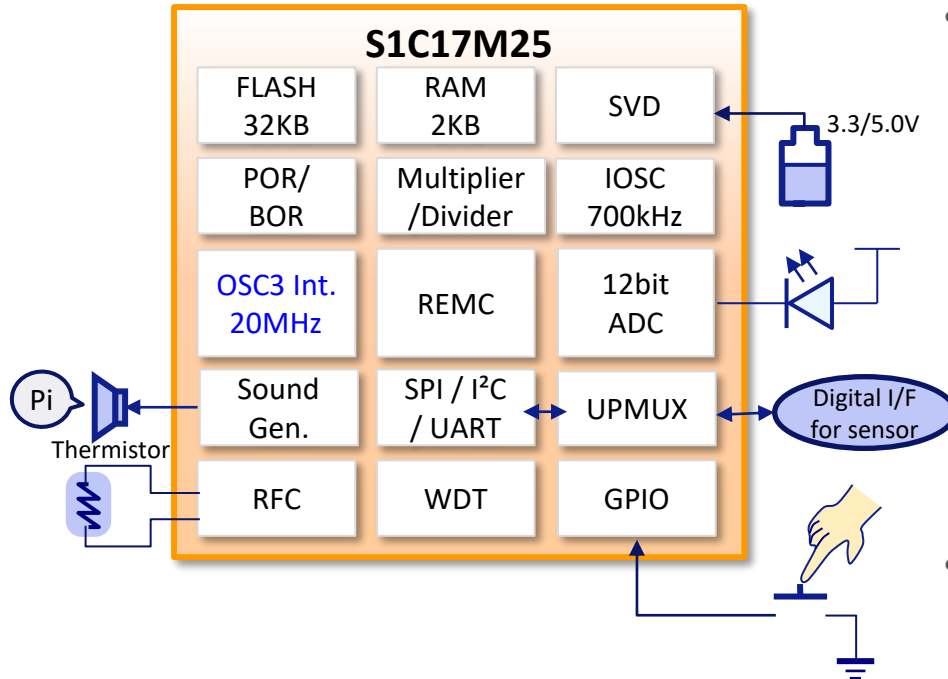 S1C17M25
FLASH
32KB
RAM
2KB
SVD
3.3/5.0V
POR/
BOR
Multiplier
/Divider
IOSC
700kHz
OSC3 Int.
20MHz
REMC
12bit
ADC
Pi
Sound
Gen.
SPI / I²C
/ UART
UPMUX
Digital I/F
for sensor
Thermistor
RFC
WDT
GPIO